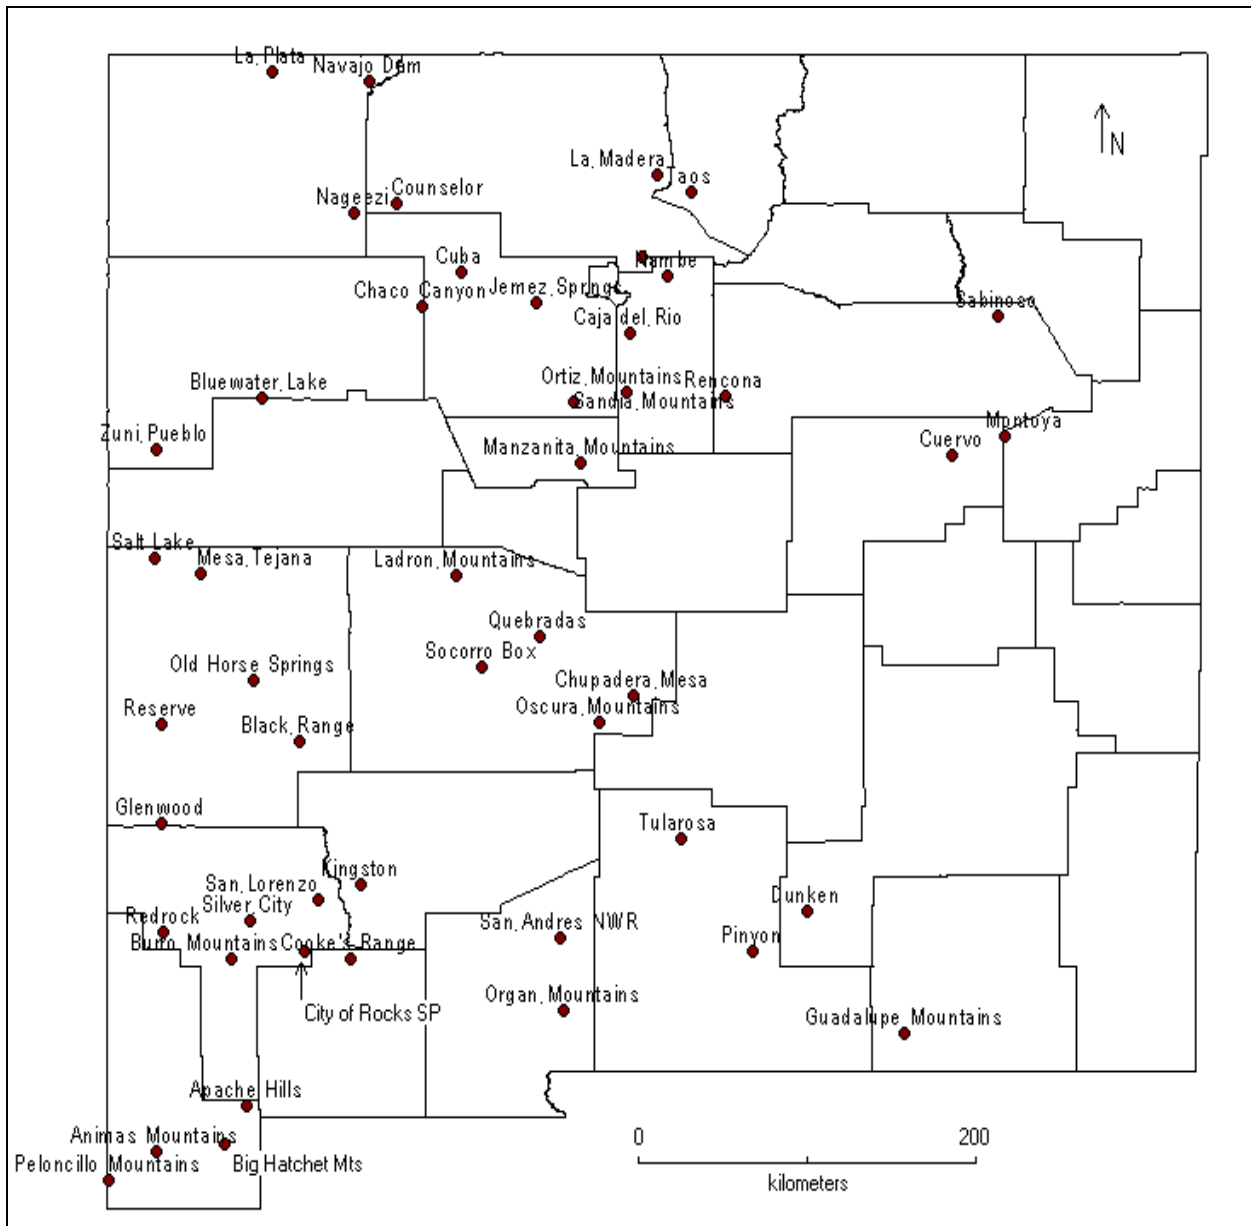 La Plata
Navajo Dam
N
La Madera
Taos
Counselor
Nageezi
Cuba
Nambe
Chaco Canyon
Jemez Springs
Sabinoso
Caja del Rio
Bluewater Lake
Ortiz Mountains
Rencona
Sandia Mountains
Zuni Pueblo
Montoya
Cuervo
Manzanita Mountains
Salt Lake
Mesa Tejana
Ladron Mountains
Quebradas
Socorro Box
Old Horse Springs
Chupadera Mesa
Reserve
Oscura Mountains
Black Range
Glenwood
Tularosa
Kingston
San Lorenzo
Dunken
Silver City
Redrock
San Andres NWR
Pinyon
Burro Mountains
Cooke's Range
Organ Mountains
City of Rocks SP
Guadalupe Mountains
Apache Hills
Animas Mountains
0 200
Peloncillo Mountains
Big Hatchet Mts
kilometers